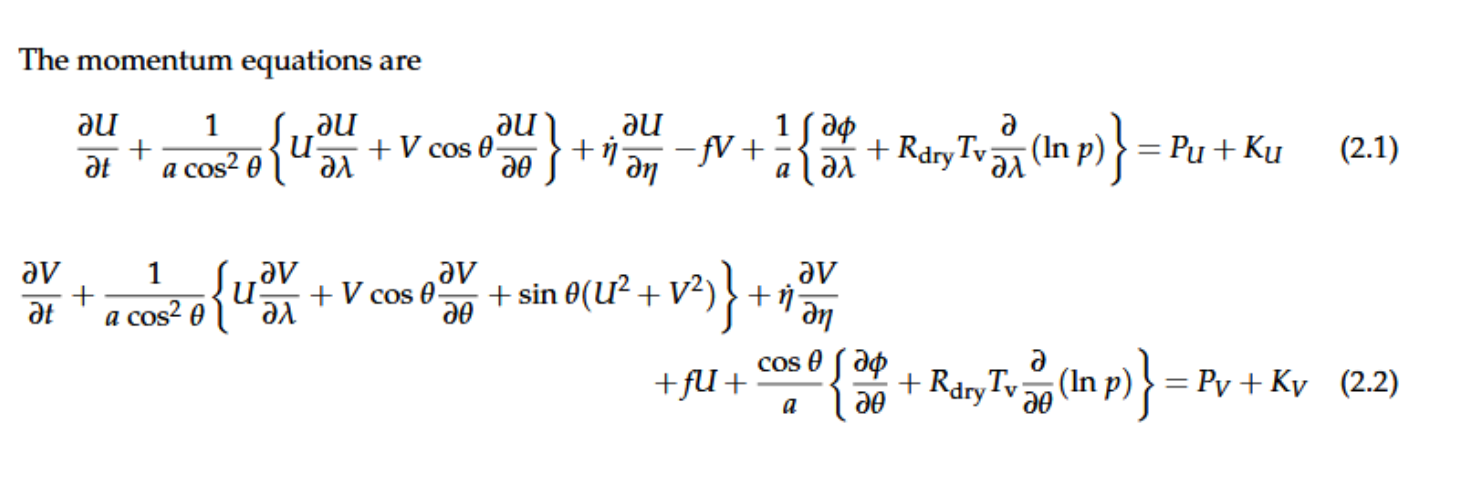 The momentum equations are
∂U/∂t + 1/(a cos² θ) {U ∂U/∂λ + V cos θ ∂U/∂θ} + η̇ ∂U/∂η − fV + 1/a {∂ϕ/∂λ + R_dry T_v ∂/∂λ (ln p)} = P_U + K_U (2.1)
∂V/∂t + 1/(a cos² θ) {U ∂V/∂λ + V cos θ ∂V/∂θ + sin θ(U² + V²)} + η̇ ∂V/∂η
+ fU + cos θ/a {∂ϕ/∂θ + R_dry T_v ∂/∂θ (ln p)} = P_V + K_V (2.2)